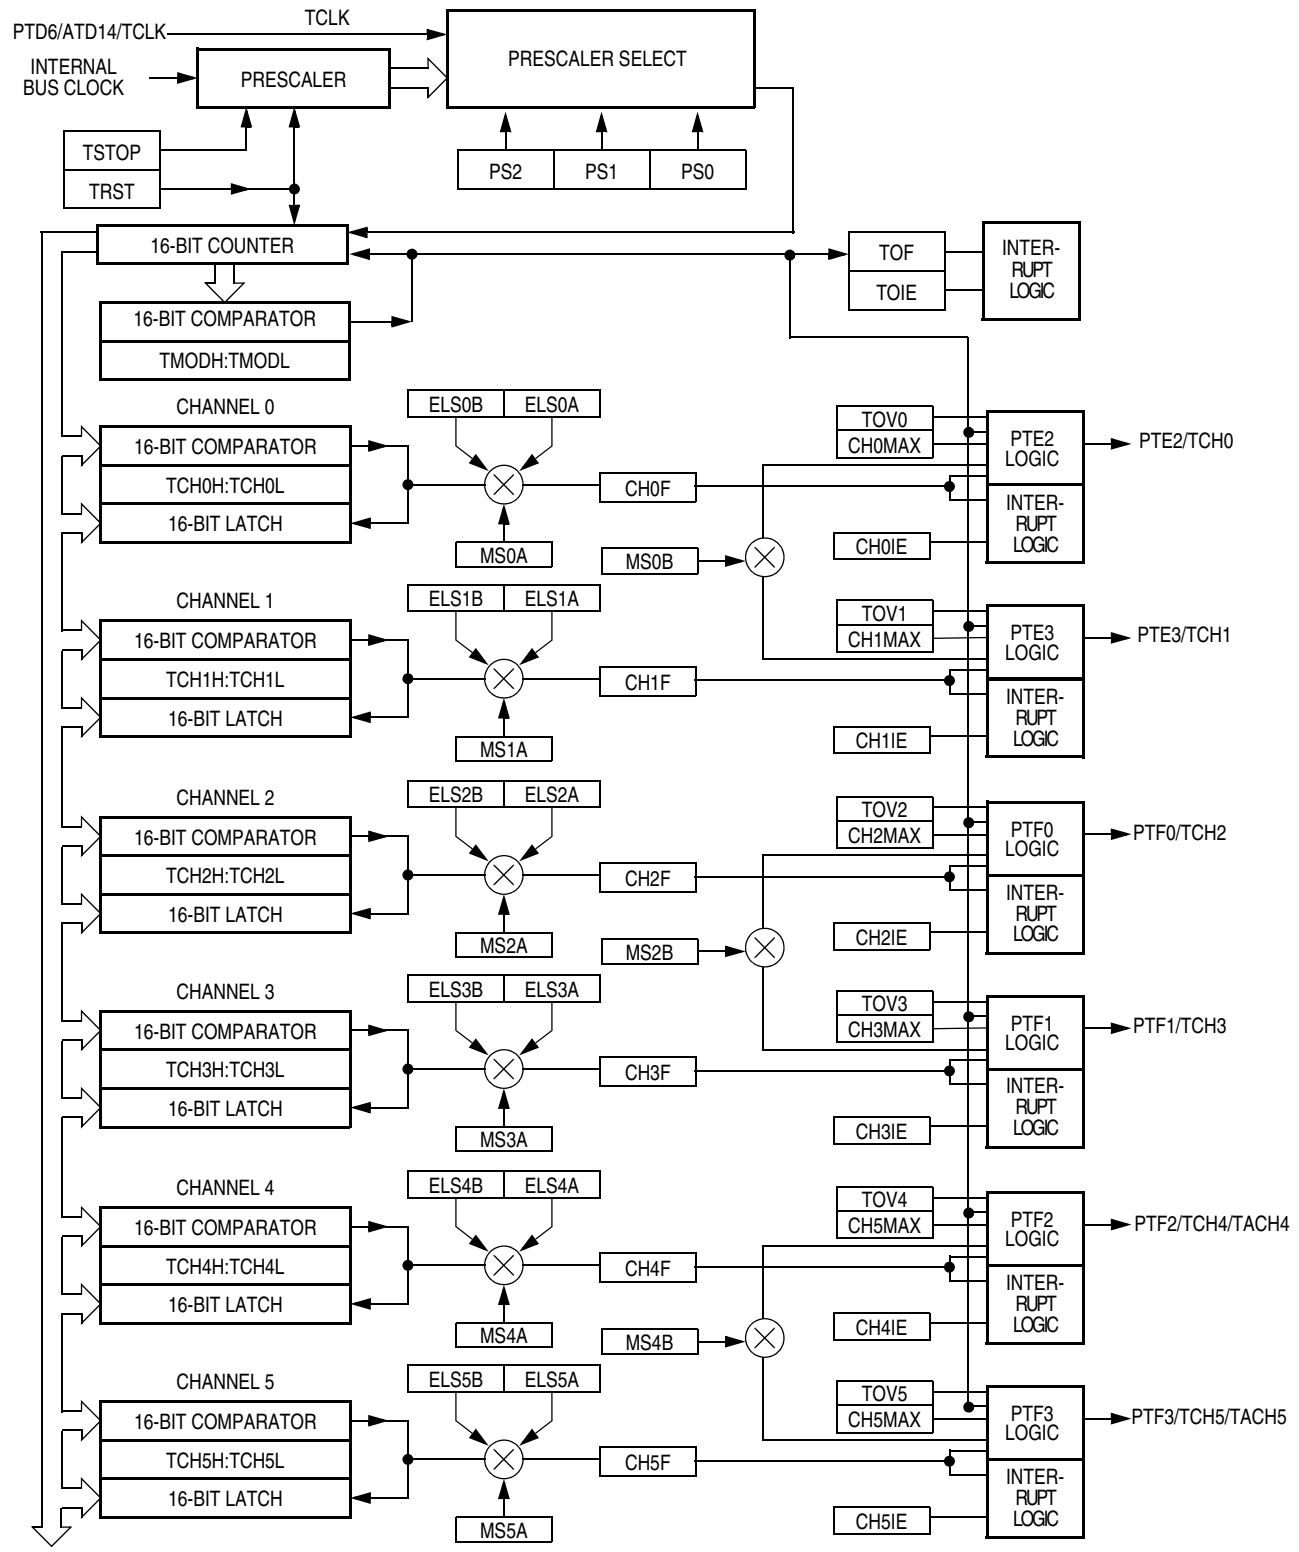 TCLK
PTD6/ATD14/TCLK
INTERNAL
BUS CLOCK
PRESCALER
PRESCALER SELECT
TSTOP
TRST
PS2
PS1
PS0
16-BIT COUNTER
TOF
TOIE
INTER-
RUPT
LOGIC
16-BIT COMPARATOR
TMODH:TMODL
CHANNEL 0
16-BIT COMPARATOR
TCH0H:TCH0L
16-BIT LATCH
ELS0B
ELS0A
MS0A
CH0F
MS0B
TOV0
CH0MAX
CH0IE
PTE2
LOGIC
INTER-
RUPT
LOGIC
PTE2/TCH0
CHANNEL 1
16-BIT COMPARATOR
TCH1H:TCH1L
16-BIT LATCH
ELS1B
ELS1A
MS1A
CH1F
TOV1
CH1MAX
CH1IE
PTE3
LOGIC
INTER-
RUPT
LOGIC
PTE3/TCH1
CHANNEL 2
16-BIT COMPARATOR
TCH2H:TCH2L
16-BIT LATCH
ELS2B
ELS2A
MS2A
CH2F
MS2B
TOV2
CH2MAX
CH2IE
PTF0
LOGIC
INTER-
RUPT
LOGIC
PTF0/TCH2
CHANNEL 3
16-BIT COMPARATOR
TCH3H:TCH3L
16-BIT LATCH
ELS3B
ELS3A
MS3A
CH3F
TOV3
CH3MAX
CH3IE
PTF1
LOGIC
INTER-
RUPT
LOGIC
PTF1/TCH3
CHANNEL 4
16-BIT COMPARATOR
TCH4H:TCH4L
16-BIT LATCH
ELS4B
ELS4A
MS4A
CH4F
MS4B
TOV4
CH5MAX
CH4IE
PTF2
LOGIC
INTER-
RUPT
LOGIC
PTF2/TCH4/TACH4
CHANNEL 5
16-BIT COMPARATOR
TCH5H:TCH5L
16-BIT LATCH
ELS5B
ELS5A
MS5A
CH5F
TOV5
CH5MAX
CH5IE
PTF3
LOGIC
INTER-
RUPT
LOGIC
PTF3/TCH5/TACH5